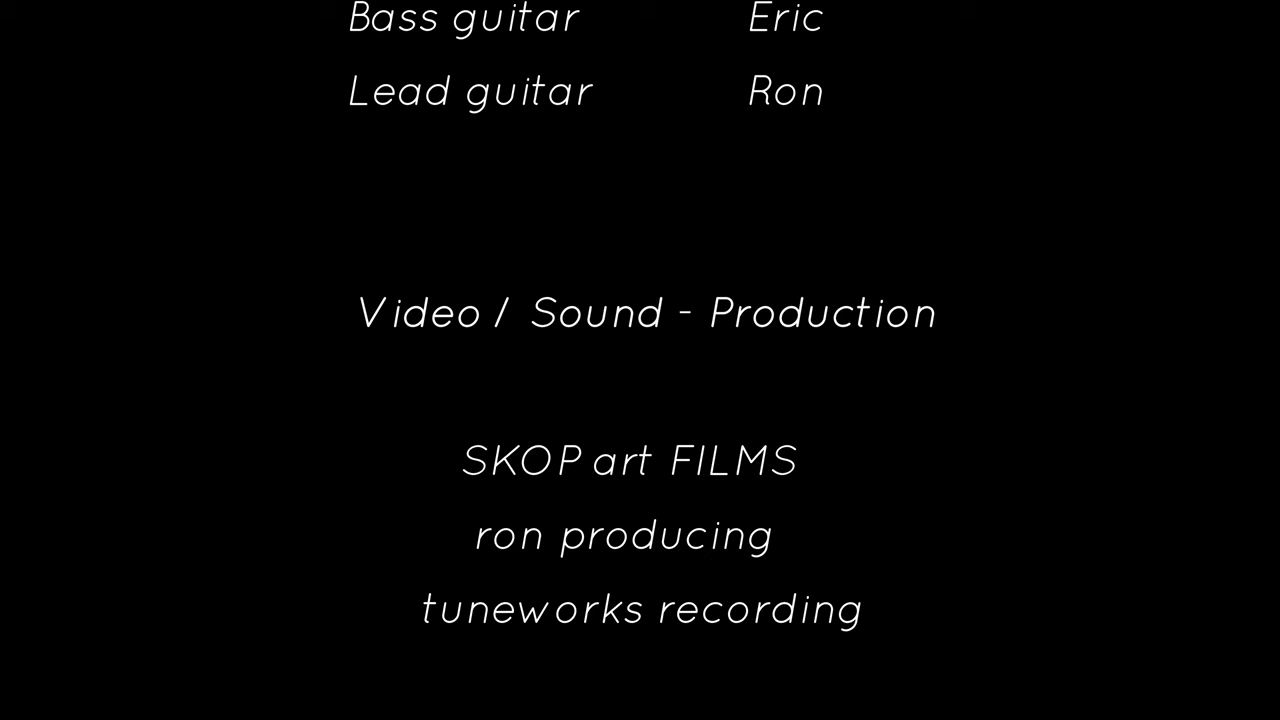 Bass guitar Eric
Lead guitar Ron
Video / Sound - Production
SKOP art FILMS
ron producing
tuneworks recording